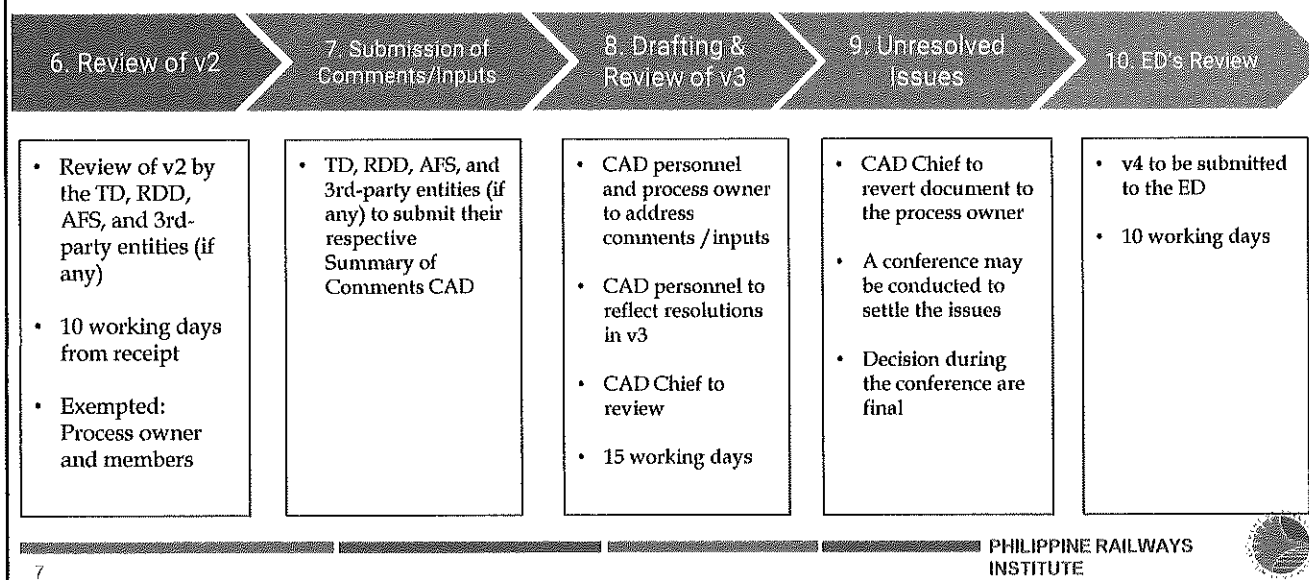 6. Review of v2
7. Submission of
Comments/Inputs
8. Drafting &
Review of v3
9. Unresolved
Issues
10. ED's Review
• Review of v2 by
the TD, RDD,
AFS, and 3rd-
party entities (if
any)
• 10 working days
from receipt
• Exempted:
Process owner
and members
• TD, RDD, AFS, and
3rd-party entities (if
any) to submit their
respective
Summary of
Comments CAD
• CAD personnel
and process owner
to address
comments /inputs
• CAD personnel to
reflect resolutions
in v3
• CAD Chief to
review
• 15 working days
• CAD Chief to
revert document to
the process owner
• A conference may
be conducted to
settle the issues
• Decision during
the conference are
final
• v4 to be submitted
to the ED
• 10 working days
7
PHILIPPINE RAILWAYS
INSTITUTE